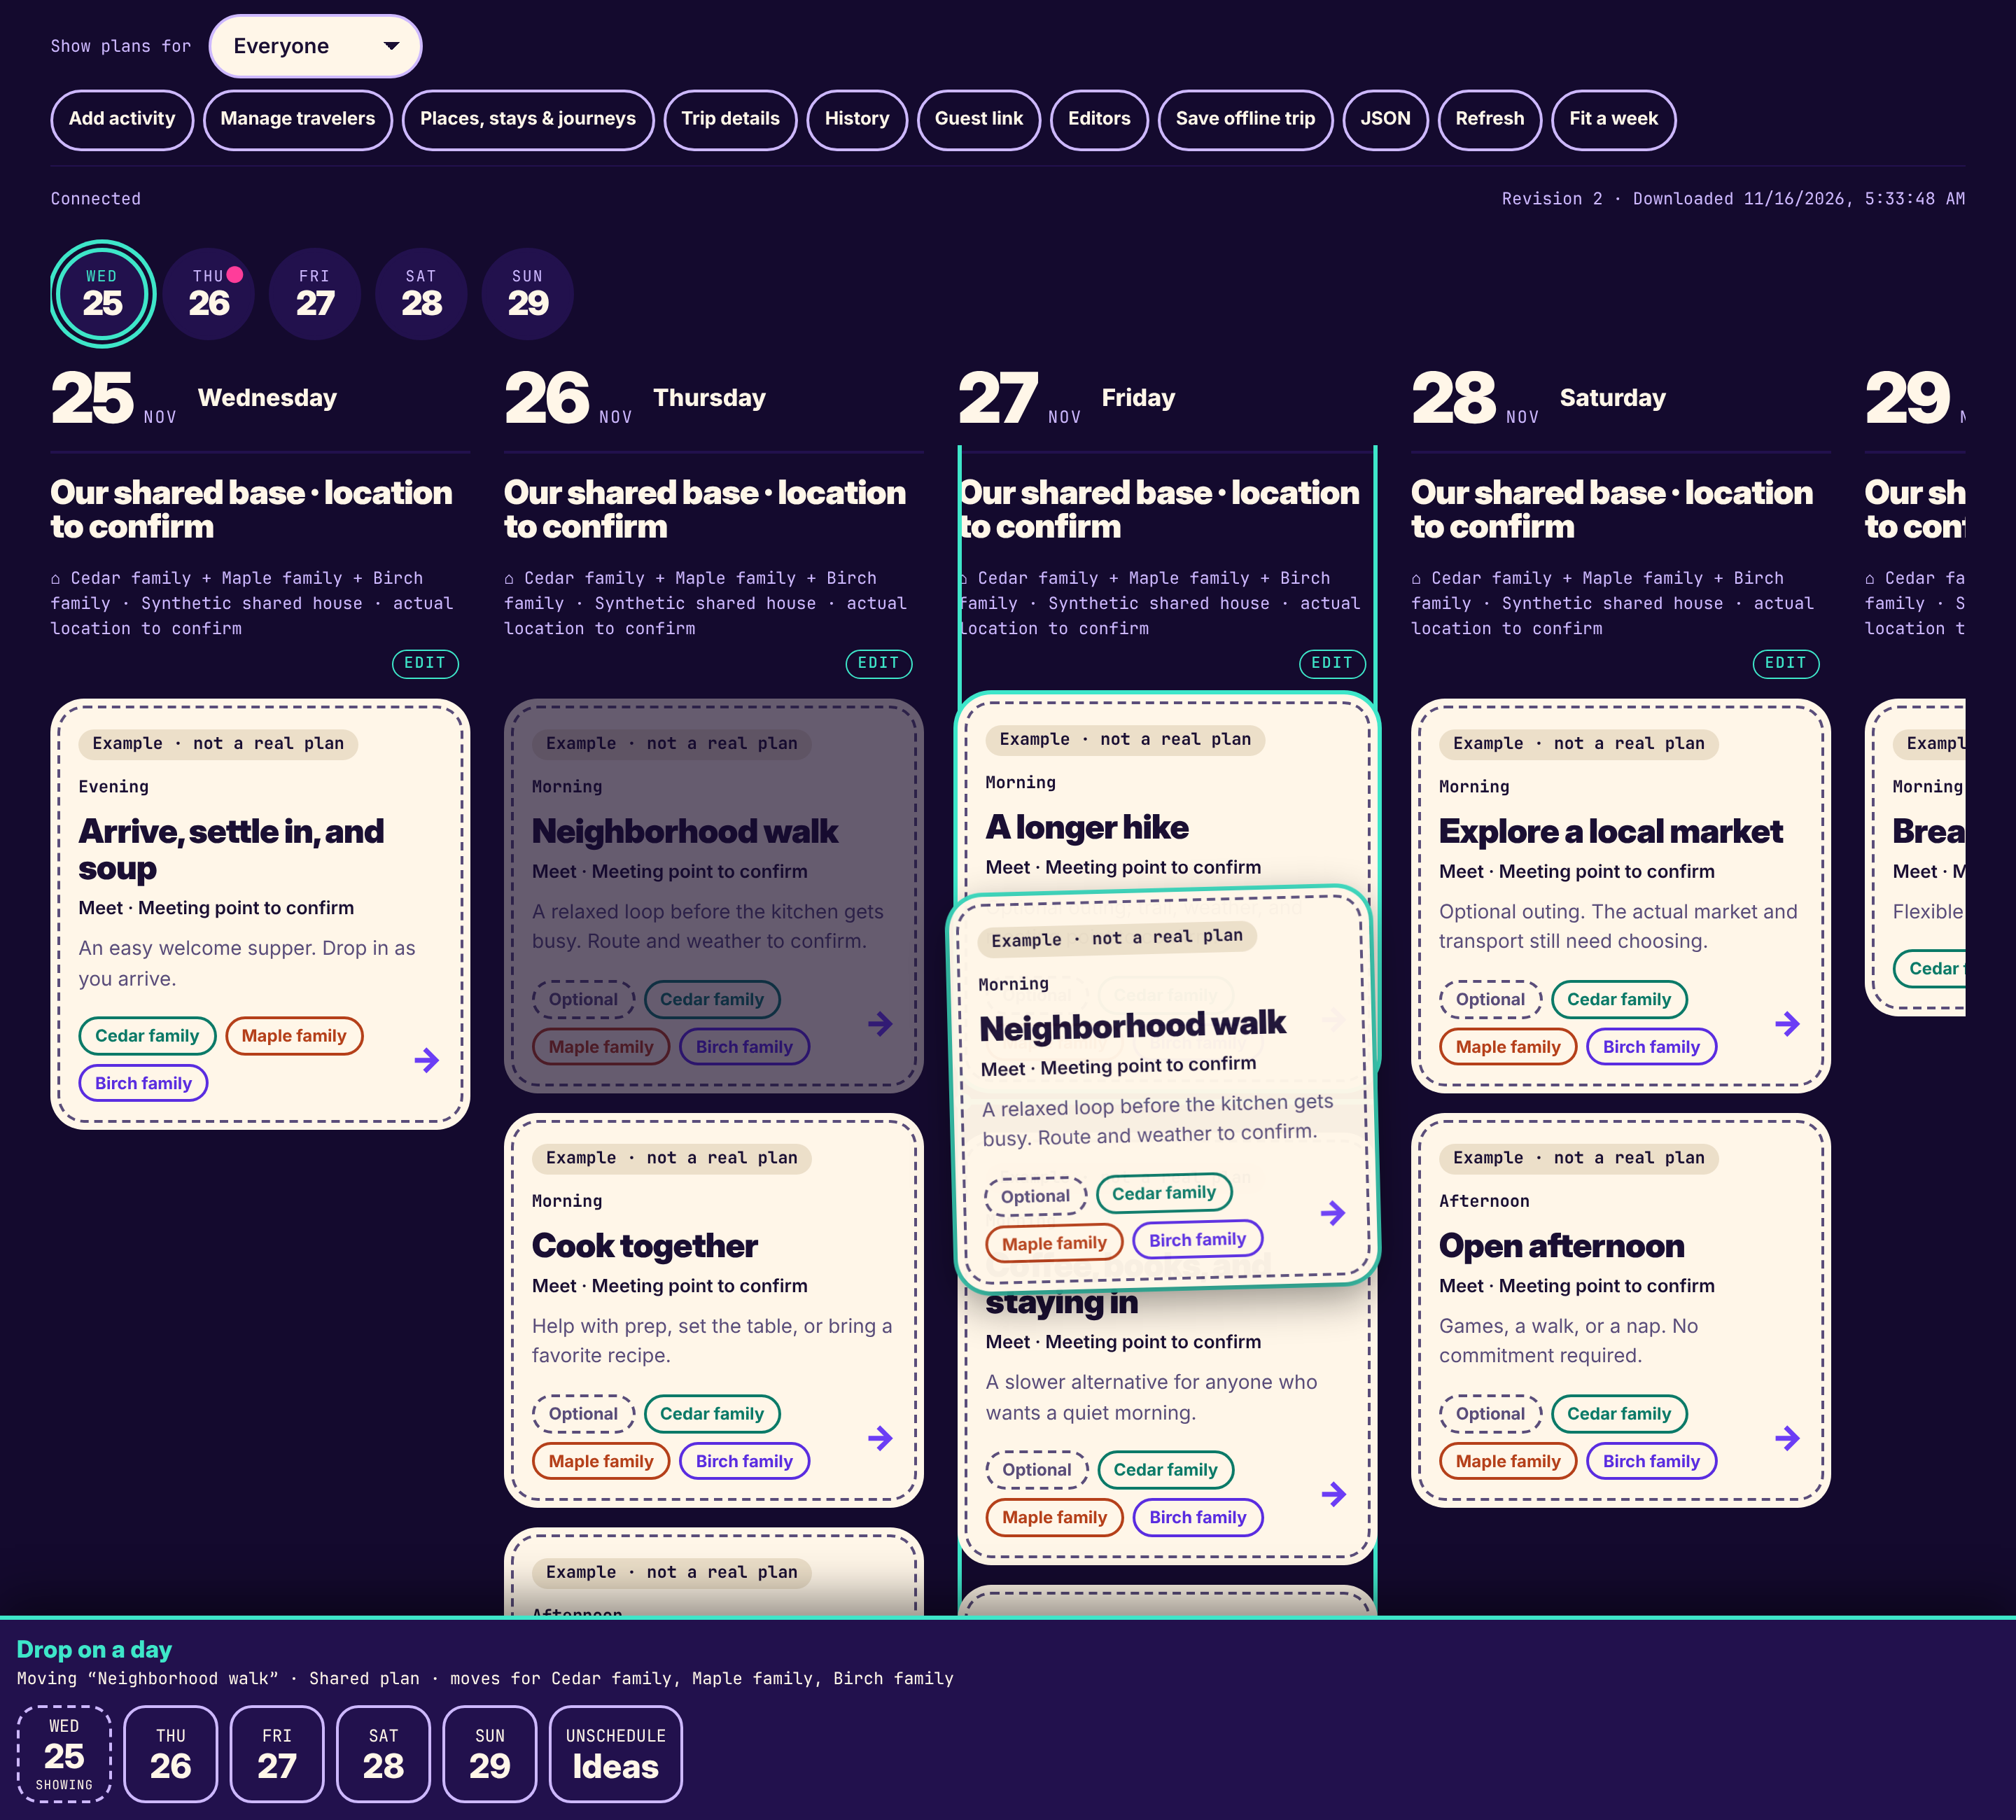 Show plans for
Everyone
Add activity
Manage travelers
Places, stays & journeys
Trip details
History
Guest link
Editors
Save offline trip
JSON
Refresh
Fit a week
Connected
Revision 2 · Downloaded 11/16/2026, 5:33:48 AM
WED
25
THU
26
FRI
27
SAT
28
SUN
29
25 NOV Wednesday
Our shared base · location
to confirm
⌂ Cedar family + Maple family + Birch
family · Synthetic shared house · actual
location to confirm
EDIT
Example · not a real plan
Evening
Arrive, settle in, and
soup
Meet · Meeting point to confirm
An easy welcome supper. Drop in as
you arrive.
Cedar family
Maple family
Birch family
26 NOV Thursday
Our shared base · location
to confirm
⌂ Cedar family + Maple family + Birch
family · Synthetic shared house · actual
location to confirm
EDIT
Example · not a real plan
Morning
Neighborhood walk
Meet · Meeting point to confirm
A relaxed loop before the kitchen gets
busy. Route and weather to confirm.
Optional
Cedar family
Maple family
Birch family
Example · not a real plan
Morning
Cook together
Meet · Meeting point to confirm
Help with prep, set the table, or bring a
favorite recipe.
Optional
Cedar family
Maple family
Birch family
Example · not a real plan
Afternoon
27 NOV Friday
Our shared base · location
to confirm
⌂ Cedar family + Maple family + Birch
family · Synthetic shared house · actual
location to confirm
EDIT
Example · not a real plan
Morning
A longer hike
Meet · Meeting point to confirm
Example · not a real plan
Morning
Neighborhood walk
Meet · Meeting point to confirm
A relaxed loop before the kitchen gets
busy. Route and weather to confirm.
Optional
Cedar family
Maple family
Birch family
Coffee, books, and
staying in
Meet · Meeting point to confirm
A slower alternative for anyone who
wants a quiet morning.
Optional
Cedar family
Maple family
Birch family
28 NOV Saturday
Our shared base · location
to confirm
⌂ Cedar family + Maple family + Birch
family · Synthetic shared house · actual
location to confirm
EDIT
Example · not a real plan
Morning
Explore a local market
Meet · Meeting point to confirm
Optional outing. The actual market and
transport still need choosing.
Optional
Cedar family
Maple family
Birch family
Example · not a real plan
Afternoon
Open afternoon
Meet · Meeting point to confirm
Games, a walk, or a nap. No
commitment required.
Optional
Cedar family
Maple family
Birch family
29
Our sh
to conf
⌂ Cedar fa
family · S
location t
Exampl
Morning
Brea
Meet · M
Flexible
Cedar f
Drop on a day
Moving “Neighborhood walk” · Shared plan · moves for Cedar family, Maple family, Birch family
WED
25
SHOWING
THU
26
FRI
27
SAT
28
SUN
29
UNSCHEDULE
Ideas